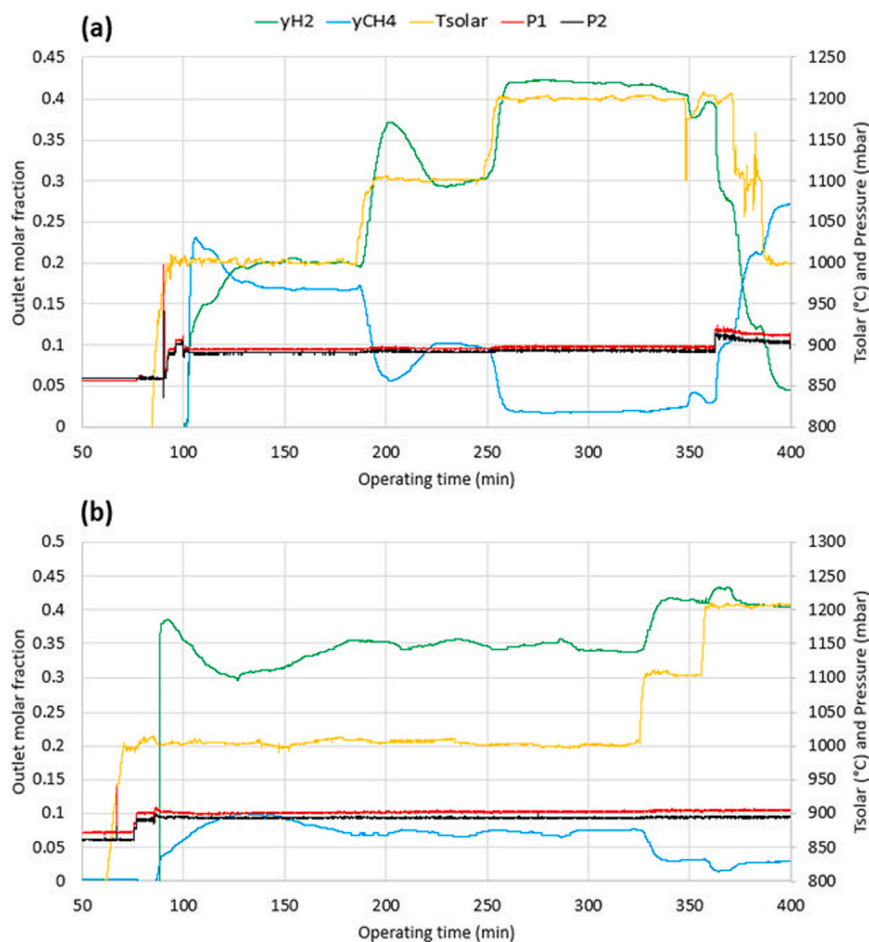 yH2 yCH4 Tsolar P1 P2
(a)
0.45 1250
0.4 1200
0.35 1150
0.3 1100
0.25 1050
0.2 1000
0.15 950
0.1 900
0.05 850
0 800
50 100 150 200 250 300 350 400
Outlet molar fraction
Operating time (min)
Tsolar (°C) and Pressure (mbar)
(b)
0.5 1300
0.45 1250
0.4 1200
0.35 1150
0.3 1100
0.25 1050
0.2 1000
0.15 950
0.1 900
0.05 850
0 800
50 100 150 200 250 300 350 400
Outlet molar fraction
Operating time (min)
Tsolar (°C) and Pressure (mbar)